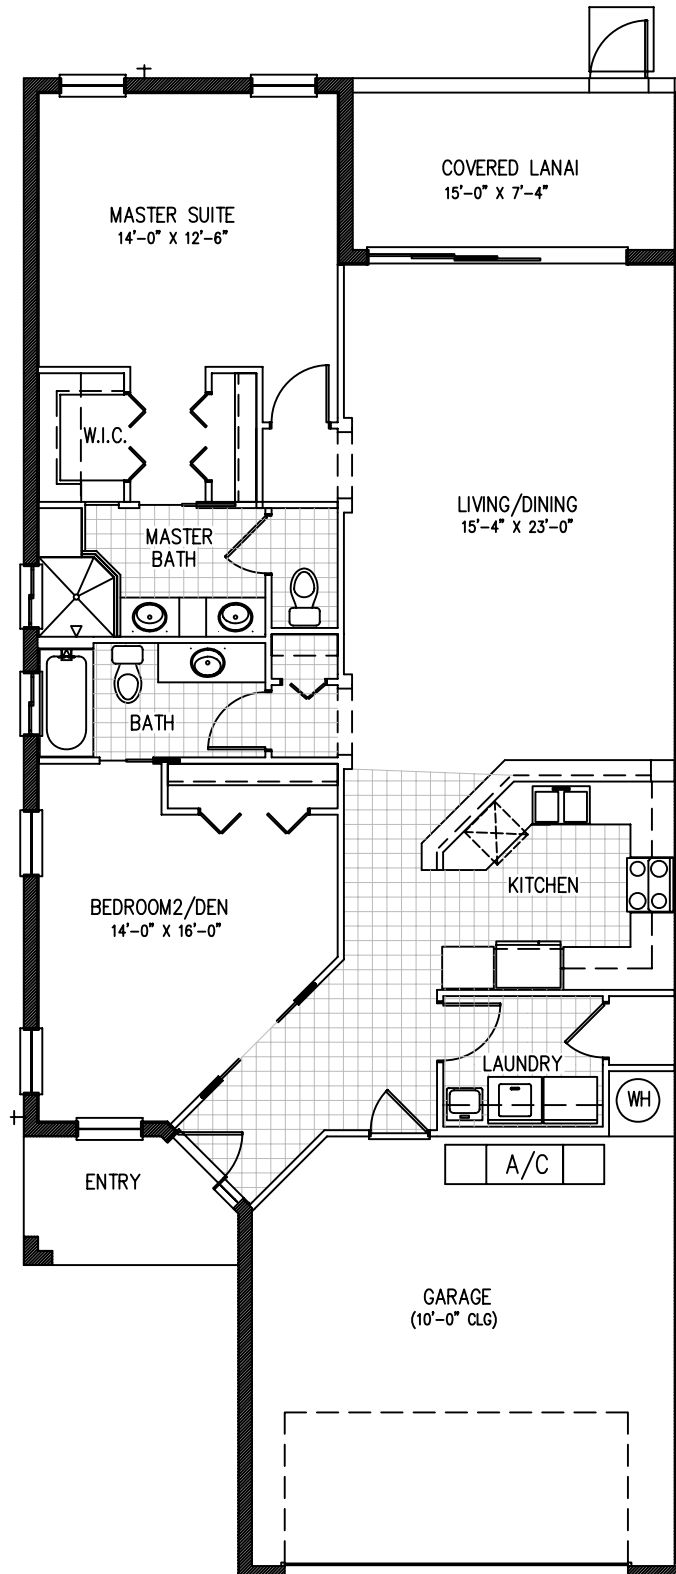 COVERED LANAI
15'-0" X 7'-4"
MASTER SUITE
14'-0" X 12'-6"
W.I.C.
LIVING/DINING
15'-4" X 23'-0"
MASTER
BATH
BATH
KITCHEN
BEDROOM2/DEN
14'-0" X 16'-0"
LAUNDRY
WH
A/C
ENTRY
GARAGE
(10'-0" CLG)